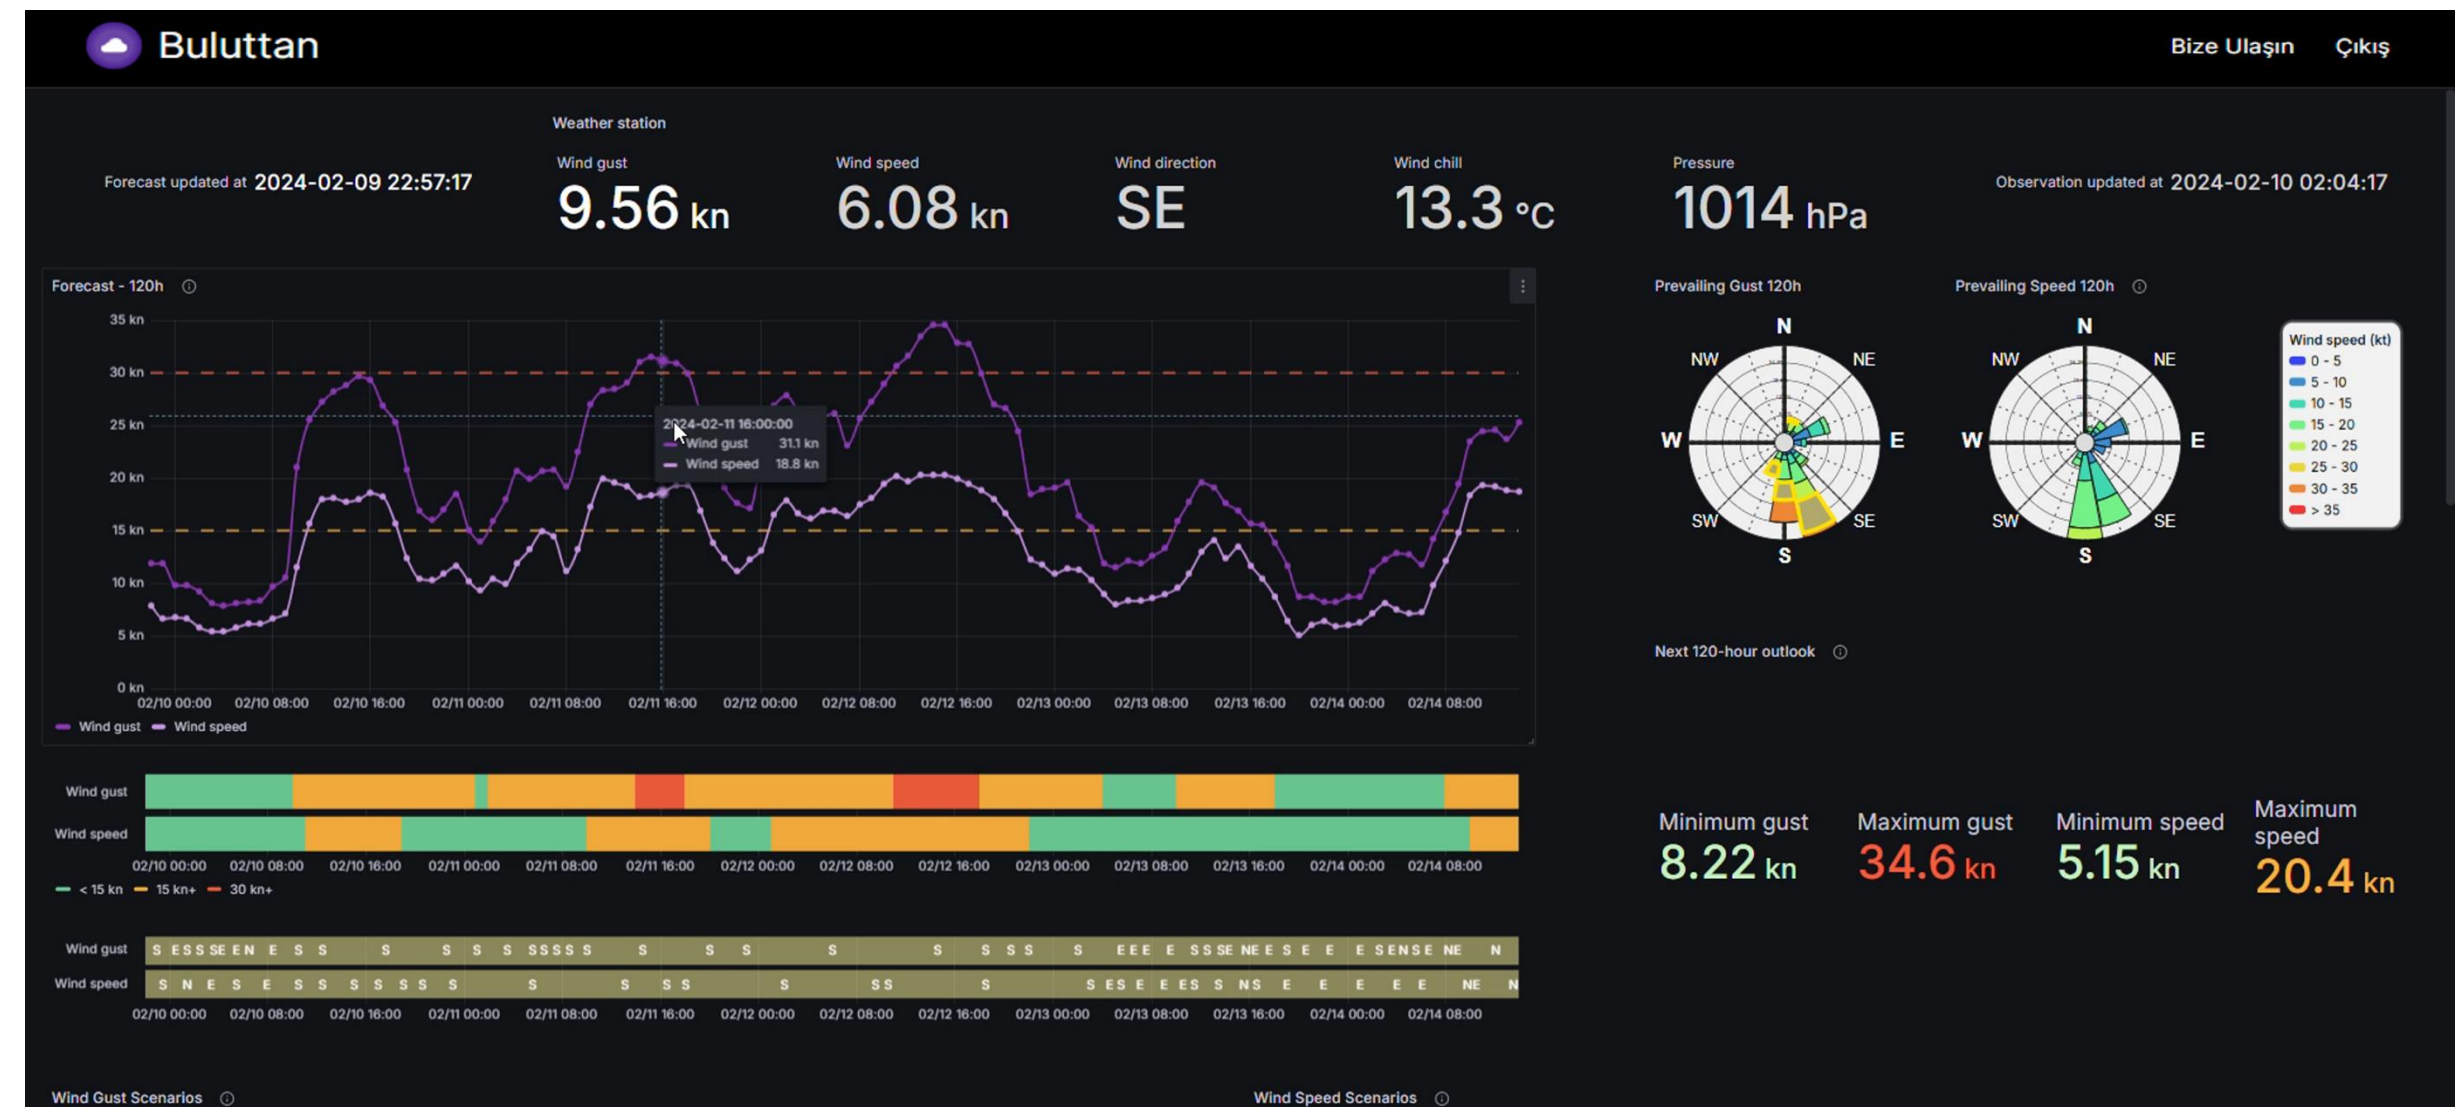 Buluttan
Bize Ulaşın Çıkış
Weather station
Forecast updated at 2024-02-09 22:57:17
Wind gust
9.56 kn
Wind speed
6.08 kn
Wind direction
SE
Wind chill
13.3 °C
Pressure
1014 hPa
Observation updated at 2024-02-10 02:04:17
Forecast - 120h
35 kn
30 kn
25 kn
20 kn
15 kn
10 kn
5 kn
0 kn
2024-02-11 16:00:00
Wind gust 31.1 kn
Wind speed 18.8 kn
02/10 00:00 02/10 08:00 02/10 16:00 02/11 00:00 02/11 08:00 02/11 16:00 02/12 00:00 02/12 08:00 02/12 16:00 02/13 00:00 02/13 08:00 02/13 16:00 02/14 00:00 02/14 08:00
Wind gust Wind speed
Prevailing Gust 120h
N
NW NE
W E
SW SE
S
Prevailing Speed 120h
N
NW NE
W E
SW SE
S
Wind speed (kt)
0 - 5
5 - 10
10 - 15
15 - 20
20 - 25
25 - 30
30 - 35
> 35
Next 120-hour outlook
Minimum gust
8.22 kn
Maximum gust
34.6 kn
Minimum speed
5.15 kn
Maximum
speed
20.4 kn
Wind gust
Wind speed
02/10 00:00 02/10 08:00 02/10 16:00 02/11 00:00 02/11 08:00 02/11 16:00 02/12 00:00 02/12 08:00 02/12 16:00 02/13 00:00 02/13 08:00 02/13 16:00 02/14 00:00 02/14 08:00
< 15 kn 15 kn+ 30 kn+
Wind gust S E S S SE E N E S S S S S S S S S S S S S S S S S S S S S E E E E S S SE NE E S E E E S E N S E NE N
Wind speed S N E S E S S S S S S S S S S S S S S S S E S E E E S S N S E E E E E NE N
02/10 00:00 02/10 08:00 02/10 16:00 02/11 00:00 02/11 08:00 02/11 16:00 02/12 00:00 02/12 08:00 02/12 16:00 02/13 00:00 02/13 08:00 02/13 16:00 02/14 00:00 02/14 08:00
Wind Gust Scenarios
Wind Speed Scenarios